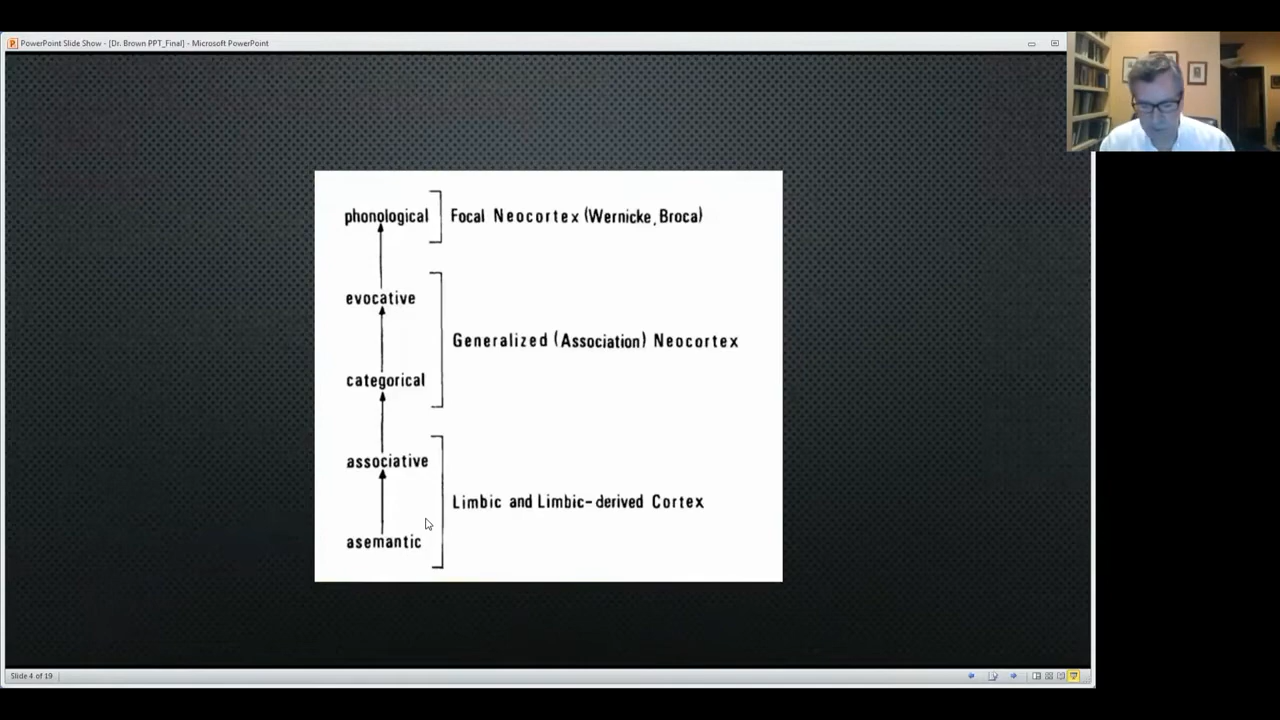 PowerPoint Slide Show - [Dr. Brown PPT_Final] - Microsoft PowerPoint
phonological
Focal Neocortex (Wernicke, Broca)
evocative
Generalized (Association) Neocortex
categorical
associative
Limbic and Limbic-derived Cortex
asemantic
Slide 4 of 19